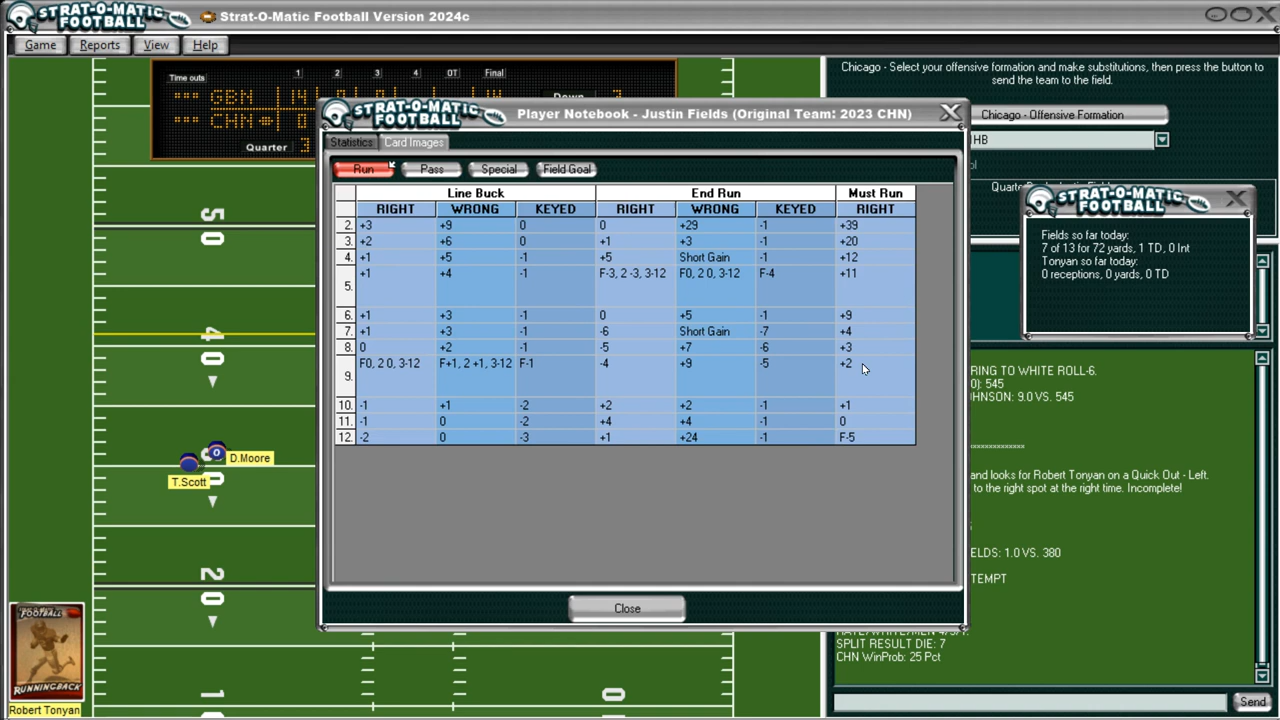 STRAT-O-MATIC FOOTBALL
Strat-O-Matic Football Version 2024c
Game Reports View Help
Time outs 1 2 3 4 OT Final
GBN 14
CHN 0
Quarter 3
Down
50
40
20
10
D.Moore
T.Scott
FOOTBALL
RUNNINGBACK
Robert Tonyan
STRAT-O-MATIC FOOTBALL
Player Notebook - Justin Fields (Original Team: 2023 CHN)
Statistics Card Images
Run Pass Special Field Goal
Line Buck End Run Must Run
RIGHT WRONG KEYED RIGHT WRONG KEYED RIGHT
2. +3 +9 0 0 +29 -1 +39
3. +2 +6 0 +1 +3 -1 +20
4. +1 +5 -1 +5 Short Gain -1 +12
5. +1 +4 -1 F-3, 2 -3, 3-12 F0, 2 0, 3-12 F-4 +11
6. +1 +3 -1 0 +5 -1 +9
7. +1 +3 -1 -6 Short Gain -7 +4
8. 0 +2 -1 -5 +7 -6 +3
9. F0, 2 0, 3-12 F+1, 2 +1, 3-12 F-1 -4 +9 -5 +2
10. -1 +1 -2 +2 +2 -1 +1
11. -1 0 -2 +4 +4 -1 0
12. -2 0 -3 +1 +24 -1 F-5
Close
Chicago - Select your offensive formation and make substitutions, then press the button to
send the team to the field.
Chicago - Offensive Formation
HB
STRAT-O-MATIC FOOTBALL
Fields so far today:
7 of 13 for 72 yards, 1 TD, 0 Int
Tonyan so far today:
0 receptions, 0 yards, 0 TD
RING TO WHITE ROLL-6.
0): 545
HNSON: 9.0 VS. 545
and looks for Robert Tonyan on a Quick Out - Left.
to the right spot at the right time. Incomplete!
ELDS: 1.0 VS. 380
TEMPT
SPLIT RESULT DIE: 7
CHN WinProb: 25 Pct
Send